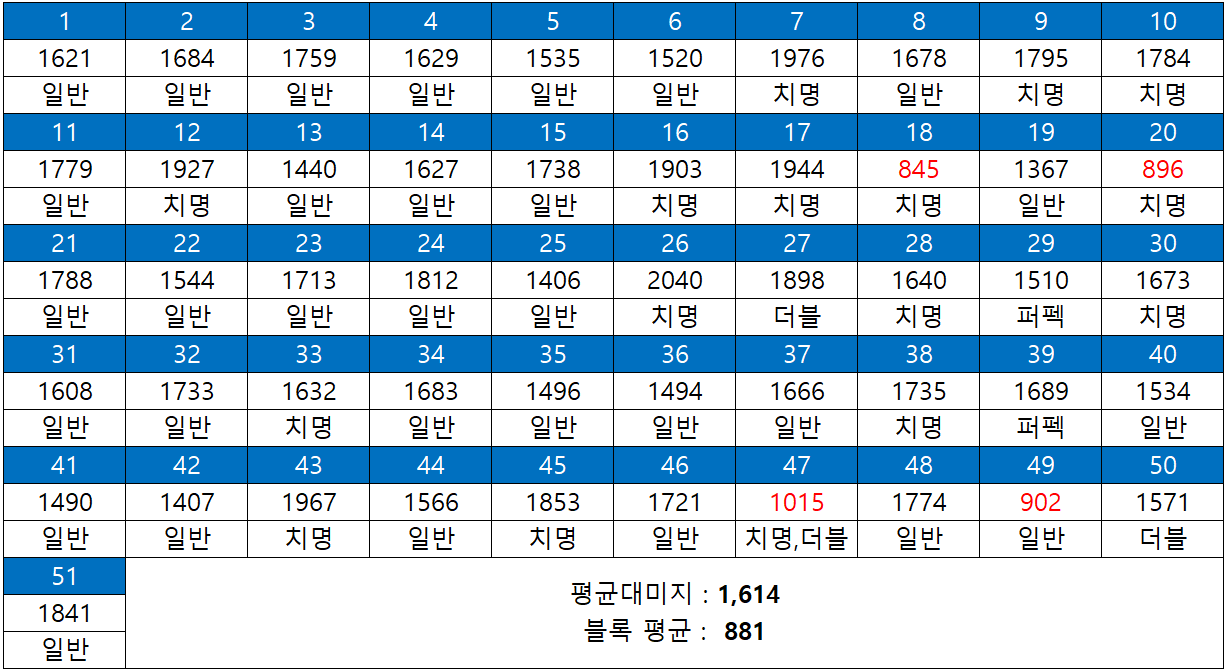 1 2 3 4 5 6 7 8 9 10
1621 1684 1759 1629 1535 1520 1976 1678 1795 1784
일반 일반 일반 일반 일반 일반 치명 일반 치명 치명
11 12 13 14 15 16 17 18 19 20
1779 1927 1440 1627 1738 1903 1944 845 1367 896
일반 치명 일반 일반 일반 치명 치명 치명 일반 치명
21 22 23 24 25 26 27 28 29 30
1788 1544 1713 1812 1406 2040 1898 1640 1510 1673
일반 일반 일반 일반 일반 치명 더블 치명 퍼펙 치명
31 32 33 34 35 36 37 38 39 40
1608 1733 1632 1683 1496 1494 1666 1735 1689 1534
일반 일반 치명 일반 일반 일반 일반 치명 퍼펙 일반
41 42 43 44 45 46 47 48 49 50
1490 1407 1967 1566 1853 1721 1015 1774 902 1571
일반 일반 치명 일반 치명 일반 치명,더블 일반 일반 더블
51
1841
일반
평균대미지 : 1,614
블록 평균 : 881